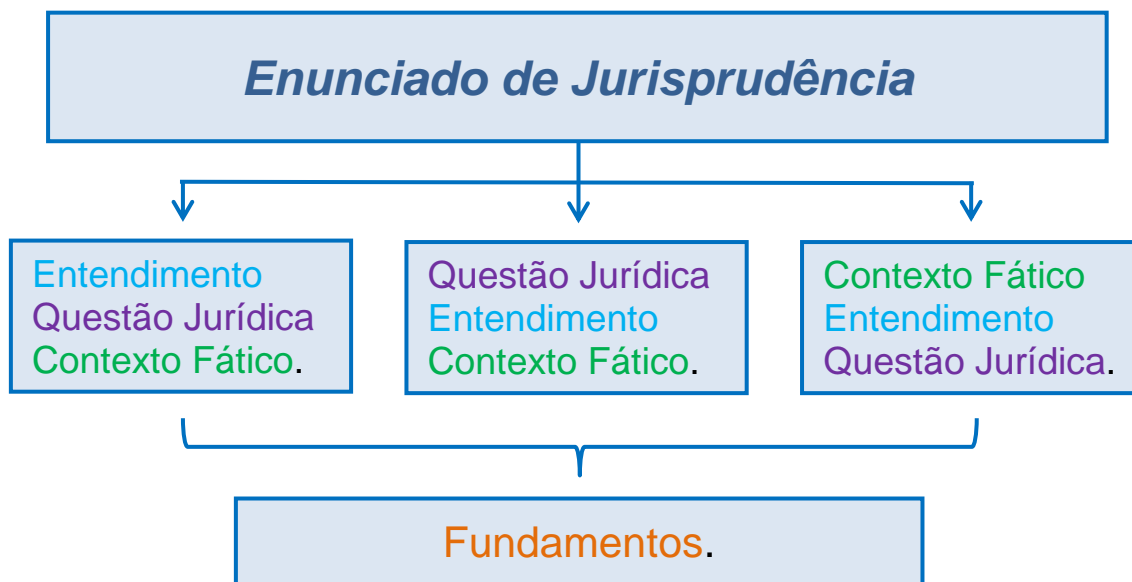 Enunciado de Jurisprudência
Entendimento
Questão Jurídica
Contexto Fático.
Questão Jurídica
Entendimento
Contexto Fático.
Contexto Fático
Entendimento
Questão Jurídica.
Fundamentos.